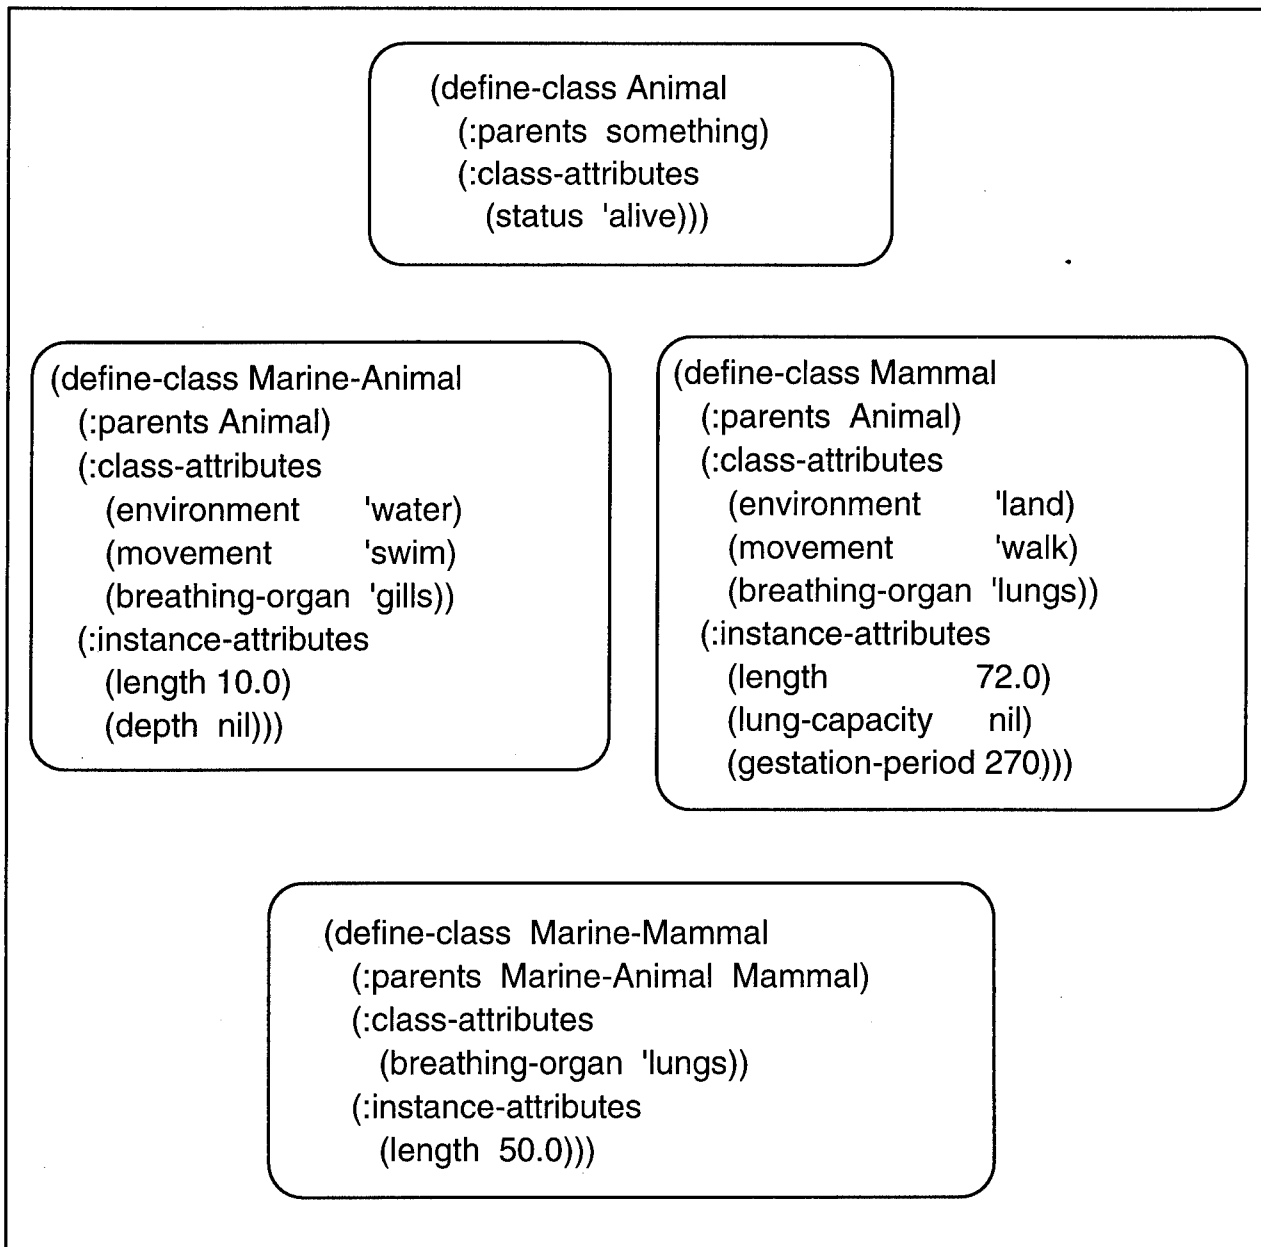 (define-class Animal
(:parents something)
(:class-attributes
(status 'alive)))
(define-class Marine-Animal
(:parents Animal)
(:class-attributes
(environment 'water)
(movement 'swim)
(breathing-organ 'gills))
(:instance-attributes
(length 10.0)
(depth nil)))
(define-class Mammal
(:parents Animal)
(:class-attributes
(environment 'land)
(movement 'walk)
(breathing-organ 'lungs))
(:instance-attributes
(length 72.0)
(lung-capacity nil)
(gestation-period 270)))
(define-class Marine-Mammal
(:parents Marine-Animal Mammal)
(:class-attributes
(breathing-organ 'lungs))
(:instance-attributes
(length 50.0)))